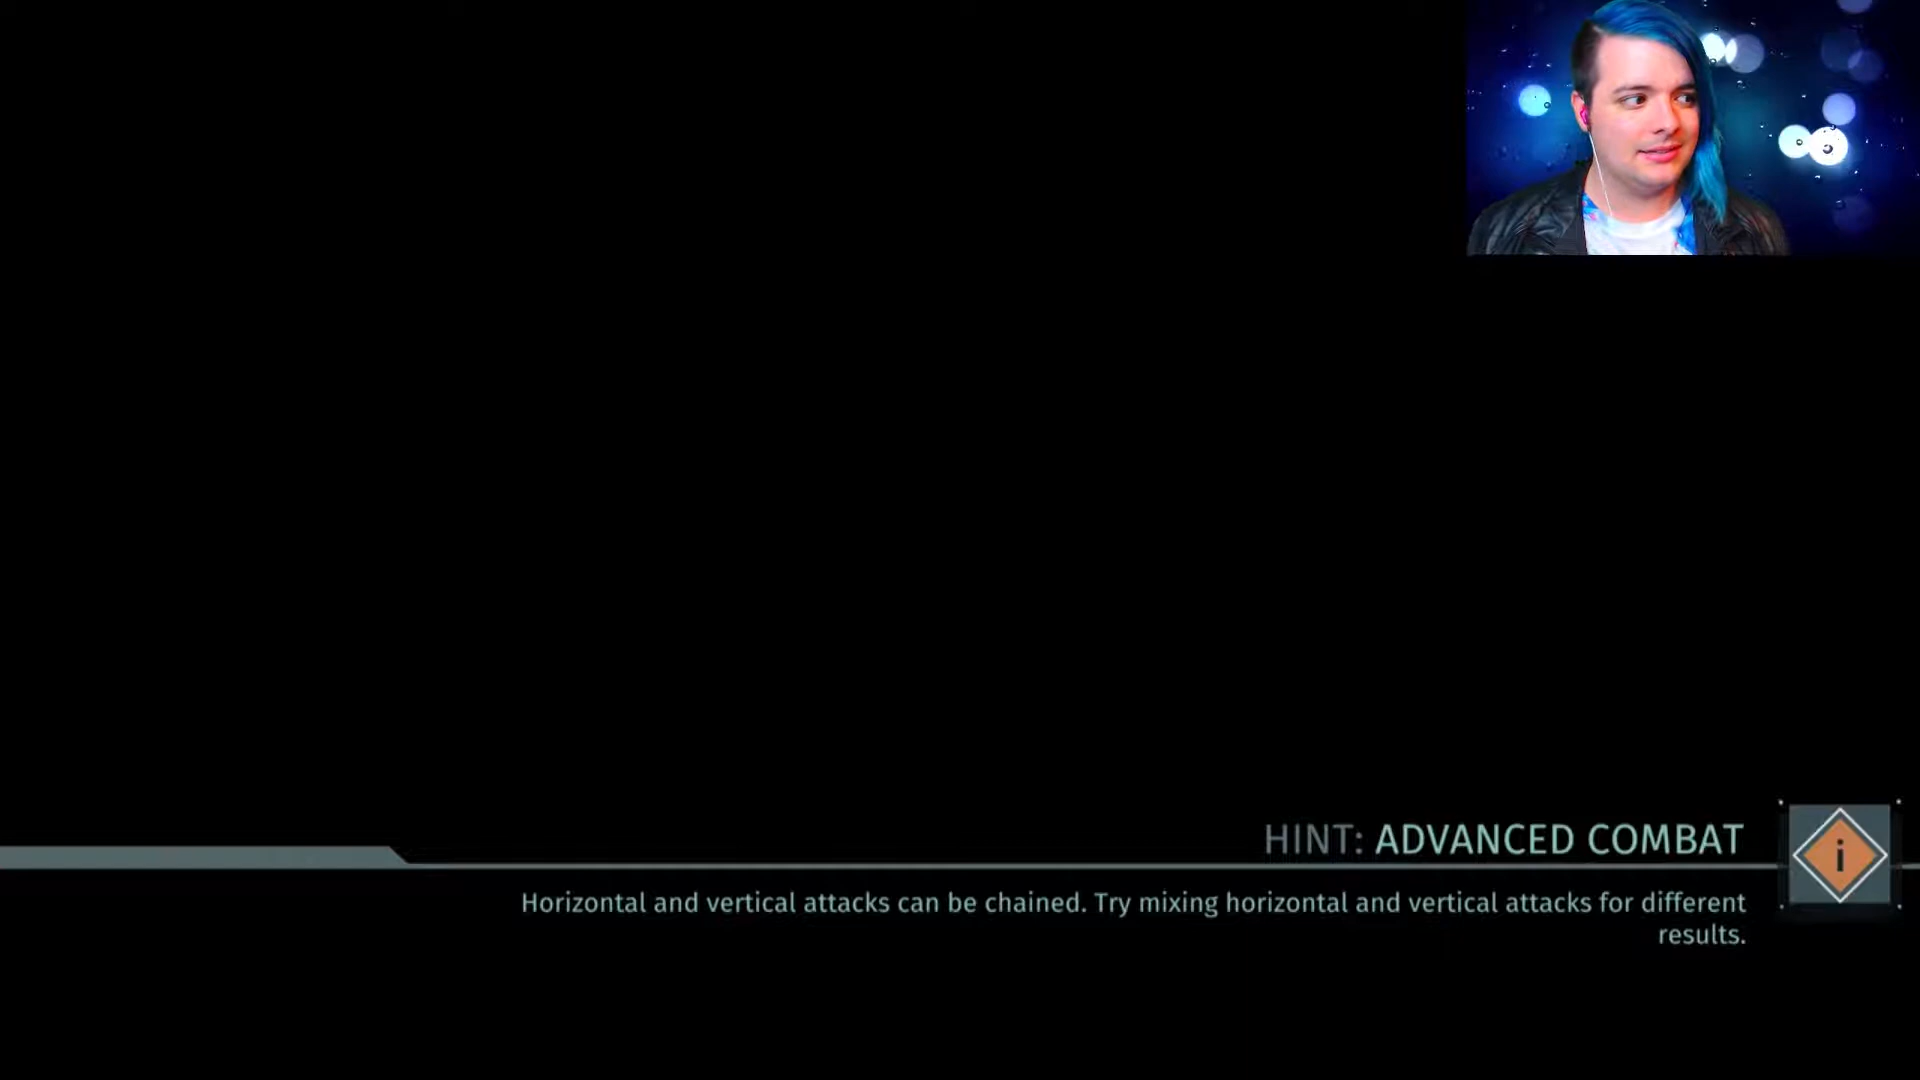 HINT: ADVANCED COMBAT
i
Horizontal and vertical attacks can be chained. Try mixing horizontal and vertical attacks for different
results.